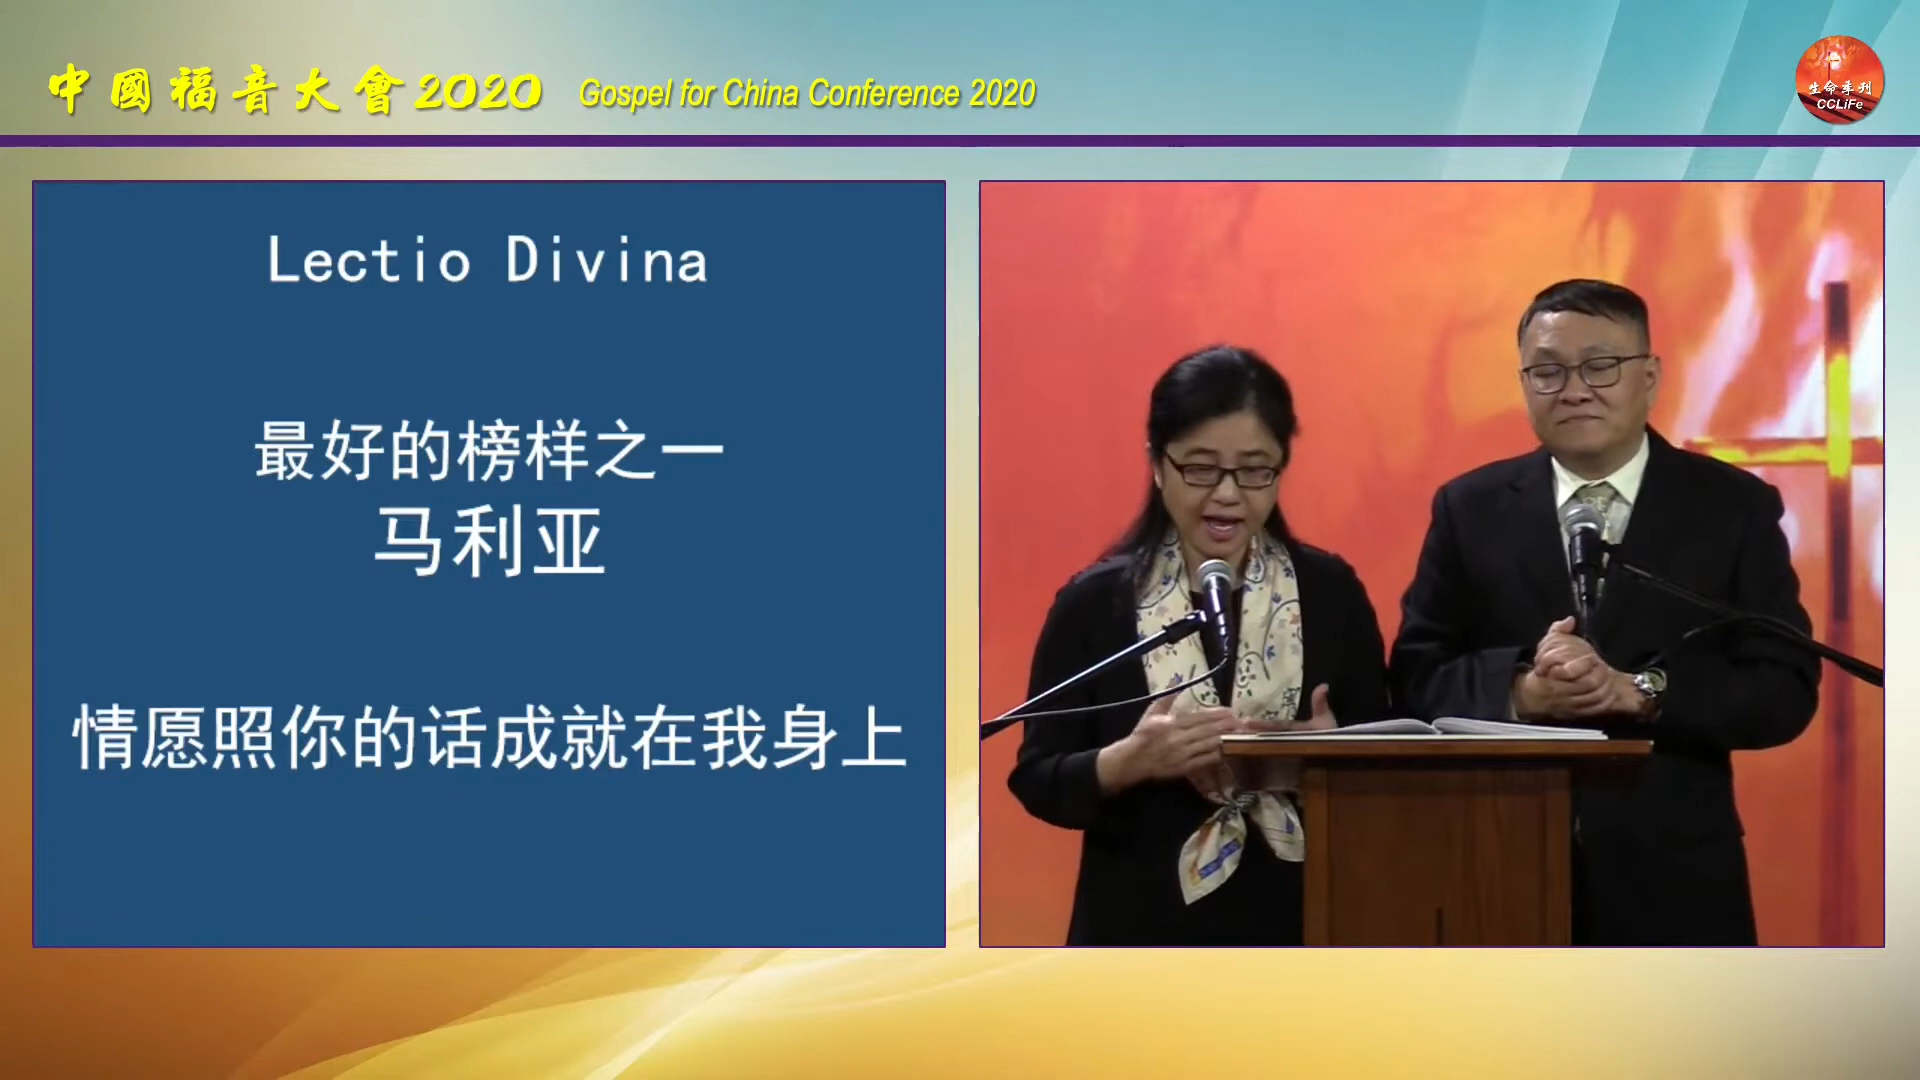 中國福音大會2020 Gospel for China Conference 2020
生命季刊
CCLiFe
Lectio Divina
最好的榜样之一
马利亚
情愿照你的话成就在我身上